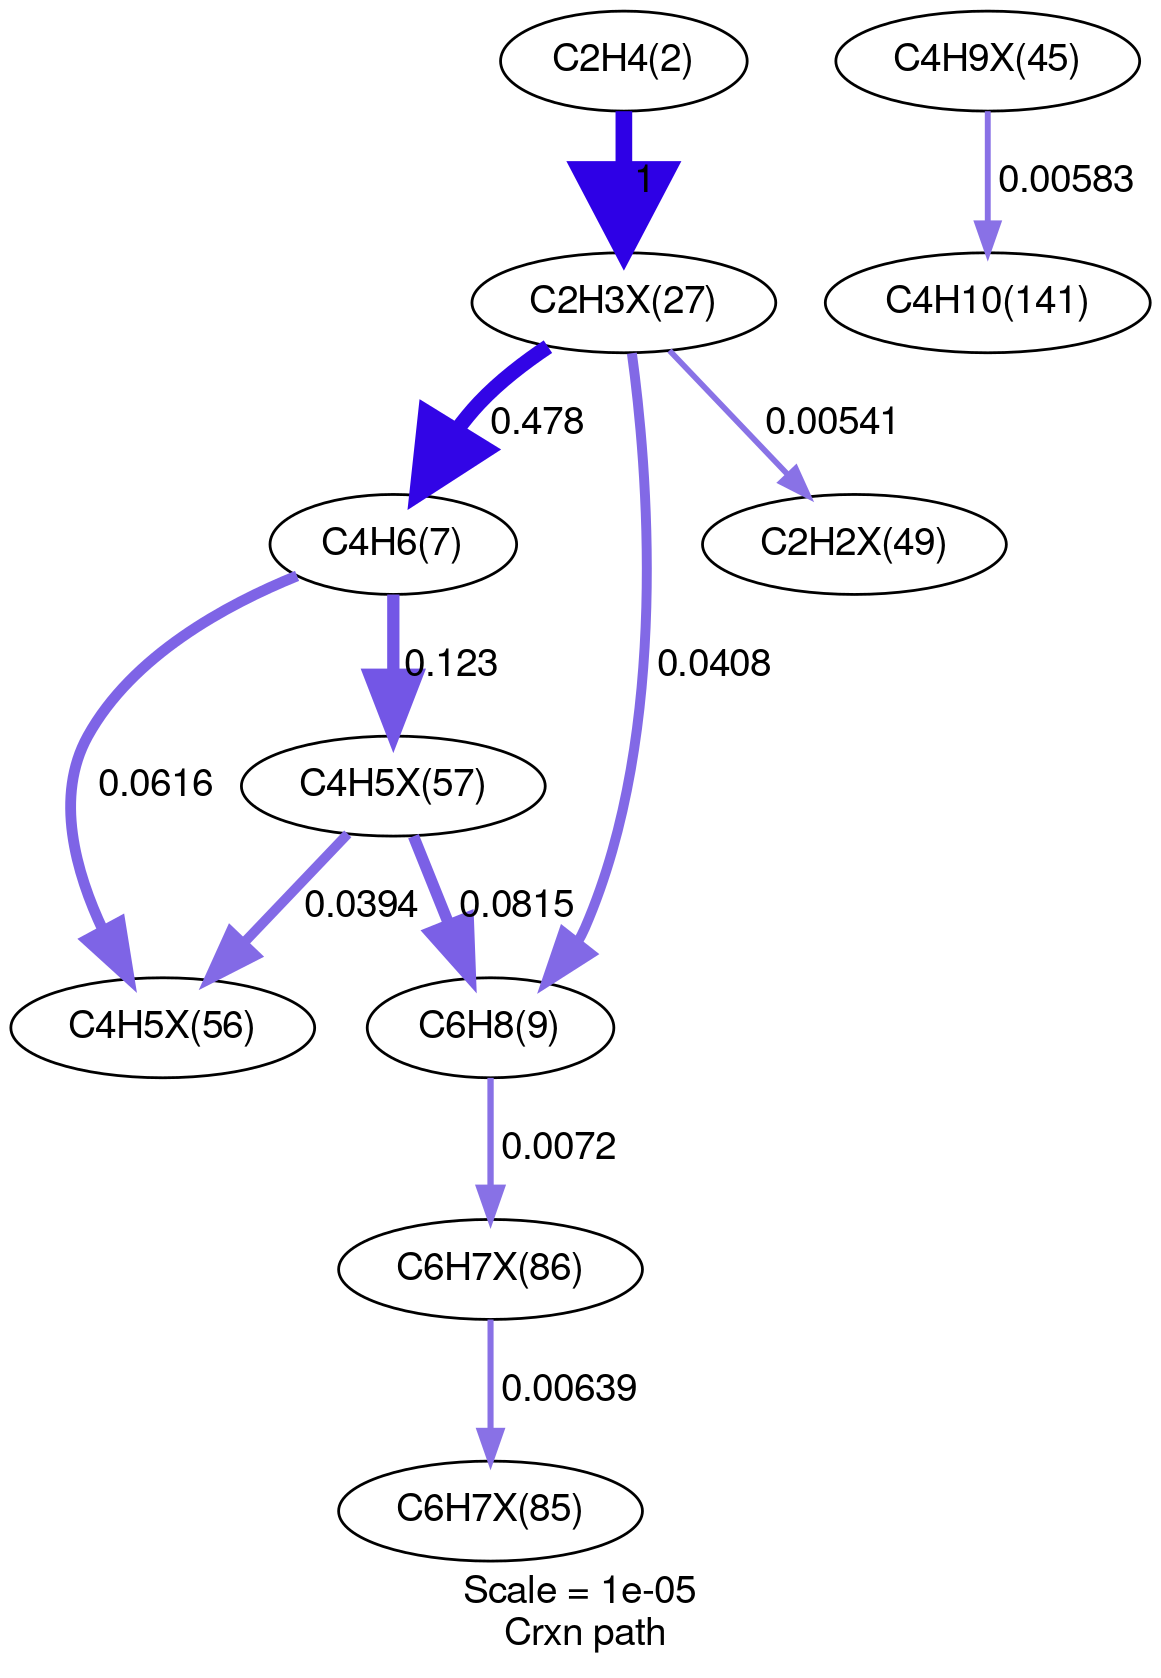 C2H4(2)
C4H9X(45)
1
0.00583
C2H3X(27)
C4H10(141)
0.478
0.00541
C4H6(7)
C2H2X(49)
0.123
0.0408
C4H5X(57)
0.0616
0.0394
0.0815
C4H5X(56)
C6H8(9)
0.0072
C6H7X(86)
0.00639
C6H7X(85)
Scale = 1e-05
Crxn path